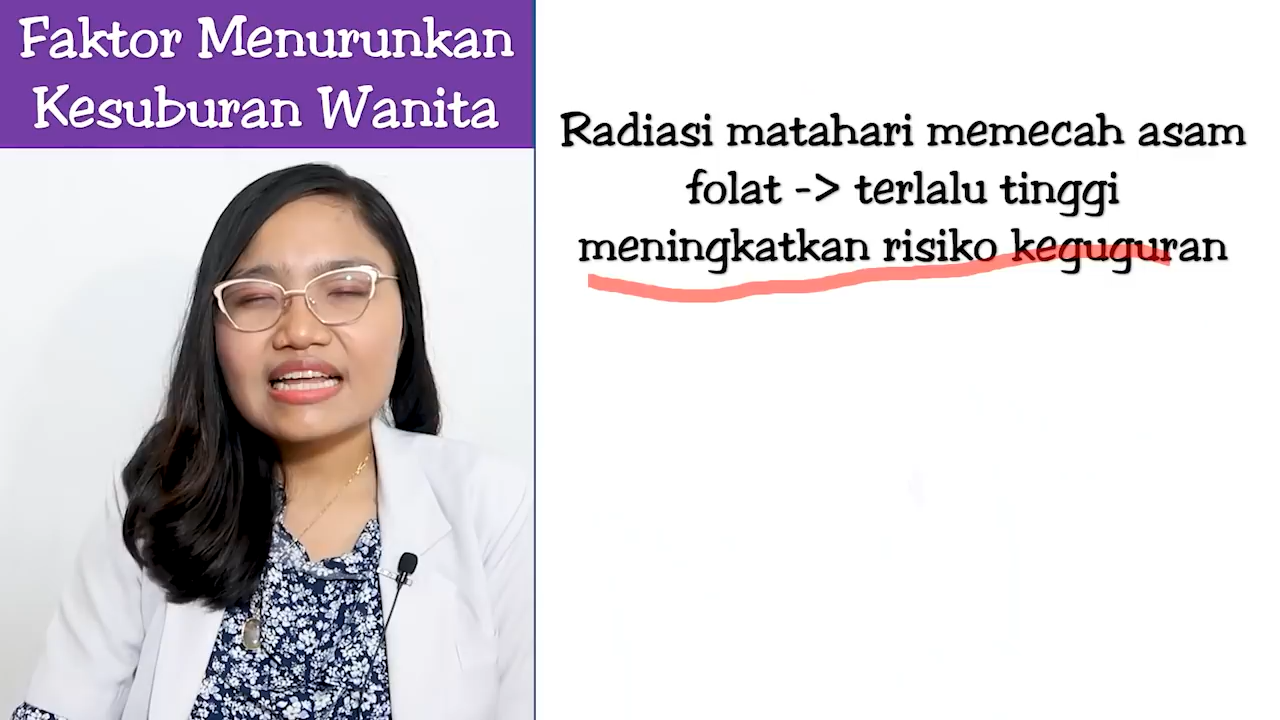 Faktor Menurunkan
Kesuburan Wanita
Radiasi matahari memecah asam
folat -> terlalu tinggi
meningkatkan risiko keguguran